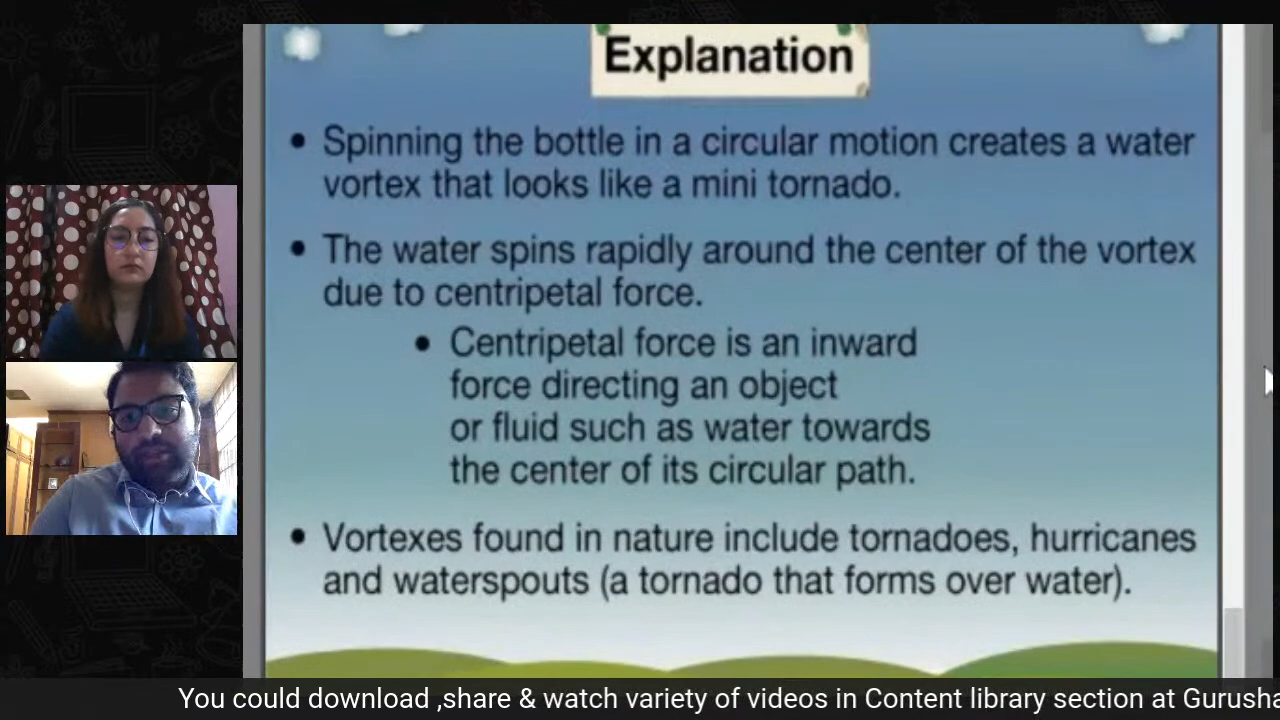 Explanation
• Spinning the bottle in a circular motion creates a water
vortex that looks like a mini tornado.
• The water spins rapidly around the center of the vortex
due to centripetal force.
• Centripetal force is an inward
force directing an object
or fluid such as water towards
the center of its circular path.
• Vortexes found in nature include tornadoes, hurricanes
and waterspouts (a tornado that forms over water).
You could download ,share & watch variety of videos in Content library section at Gurusha